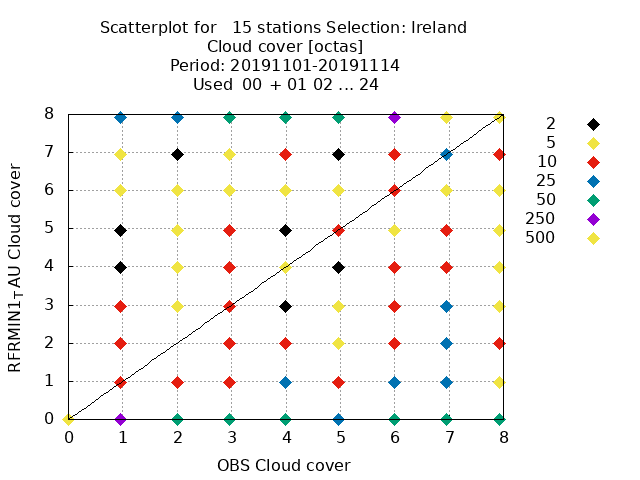 Scatterplot for   15 stations Selection: Ireland
Cloud cover [octas]
Period: 20191101-20191114
Used  00  + 01 02 ... 24
RFRMIN1TAU Cloud cover
8
7
6
5
4
3
2
1
0
0 1 2 3 4 5 6 7 8
OBS Cloud cover
2
5
10
25
50
250
500